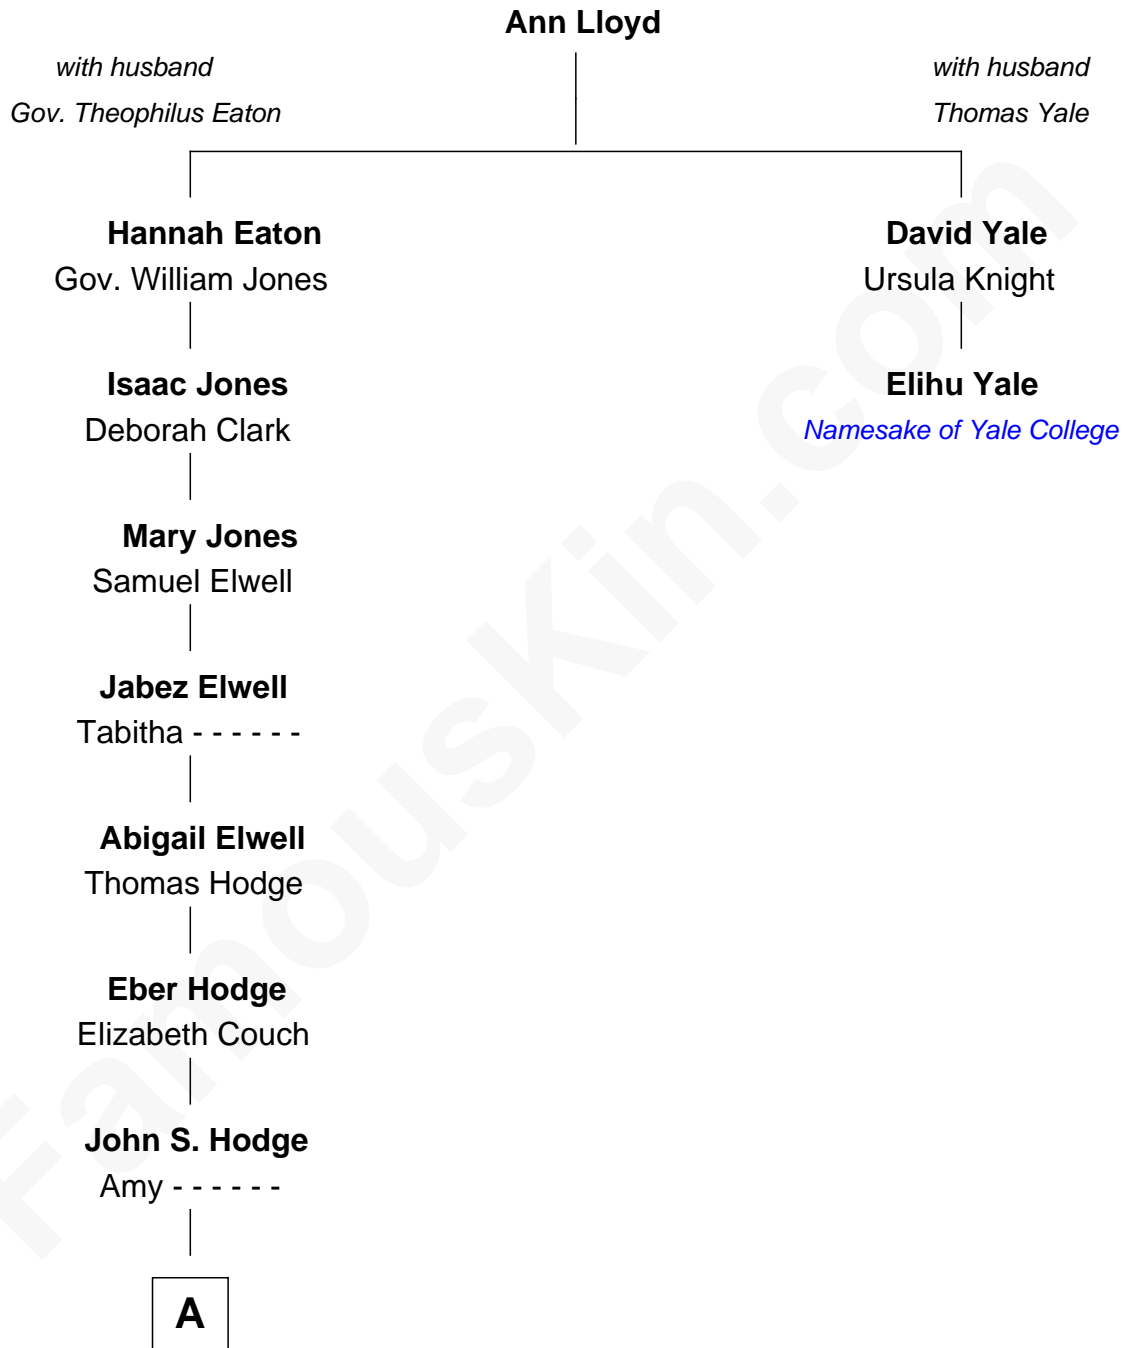 Ann Lloyd
with husband
Gov. Theophilus Eaton
with husband
Thomas Yale
Hannah Eaton
Gov. William Jones
David Yale
Ursula Knight
Isaac Jones
Deborah Clark
Elihu Yale
Namesake of Yale College
Mary Jones
Samuel Elwell
Jabez Elwell
Tabitha - - - - - -
Abigail Elwell
Thomas Hodge
Eber Hodge
Elizabeth Couch
John S. Hodge
Amy - - - - - -
A
FamousKin.com